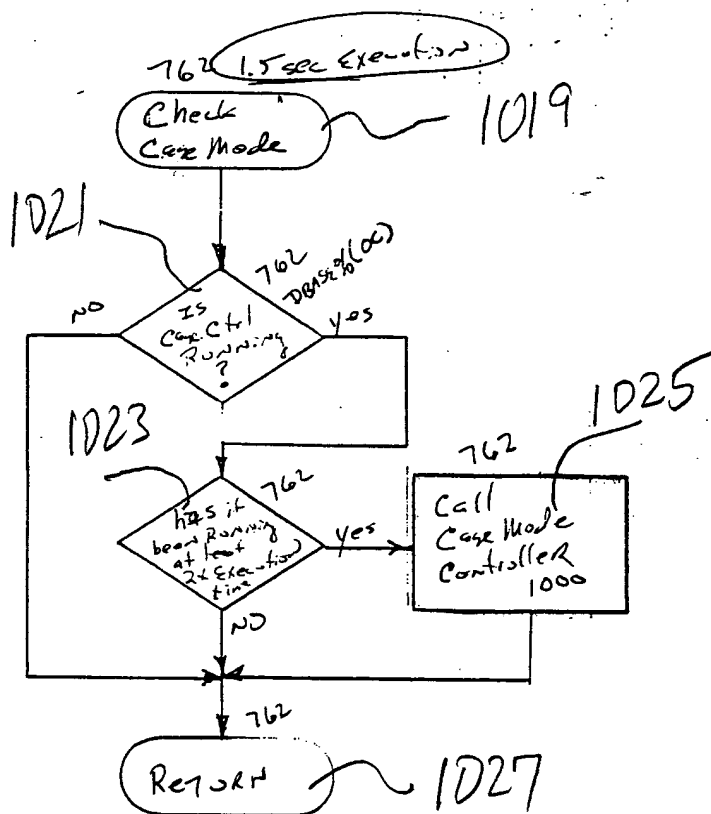 762 1.5 sec Execution
Check
Case Mode
1019
1021
762
NO
Is
Case Ctrl
Running
?
yes
1023
762
has it
been Running
at least
2x Execution
time
yes
NO
1025
762
Call
Case Mode
Controller
1000
762
Return
1027